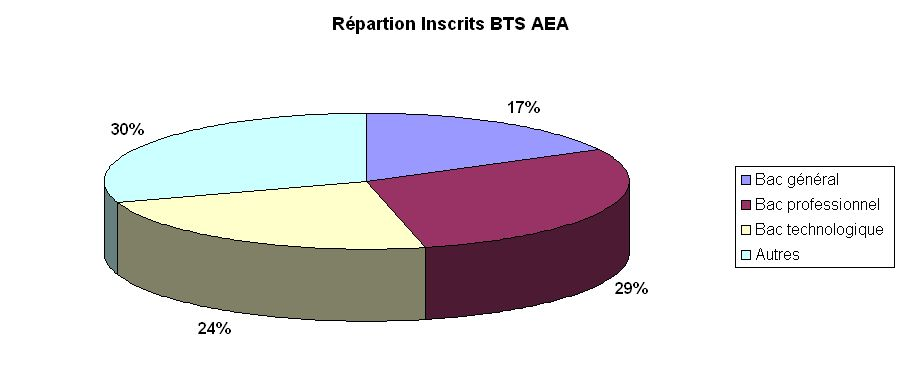 Répartion Inscrits BTS AEA
17%
30%
Bac général
Bac professionnel
Bac technologique
Autres
29%
24%